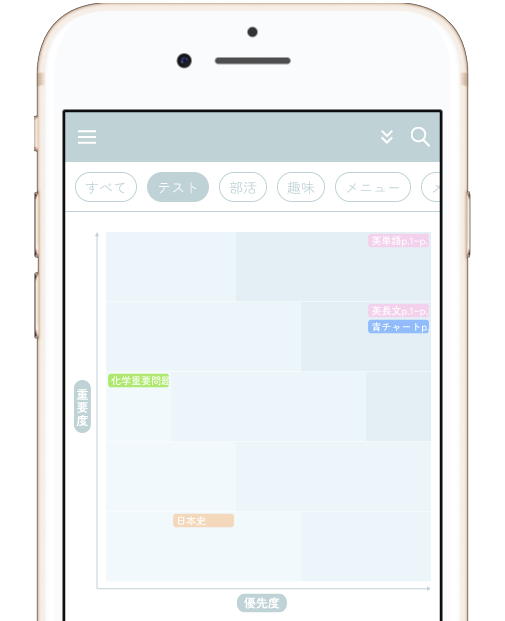 すべて テスト 部活 趣味 メニュー
英単語p.1~p.
英長文p.1~p.
青チャートp.
化学重要問題
重要度
日本史
優先度